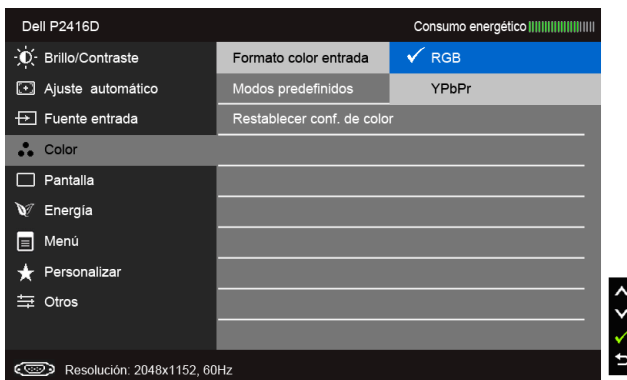 Dell P2416D
Consumo energético
Brillo/Contraste
Formato color entrada
RGB
Ajuste automático
Modos predefinidos
YPbPr
Fuente entrada
Restablecer conf. de color
Color
Pantalla
Energía
Menú
Personalizar
Otros
Resolución: 2048x1152, 60Hz